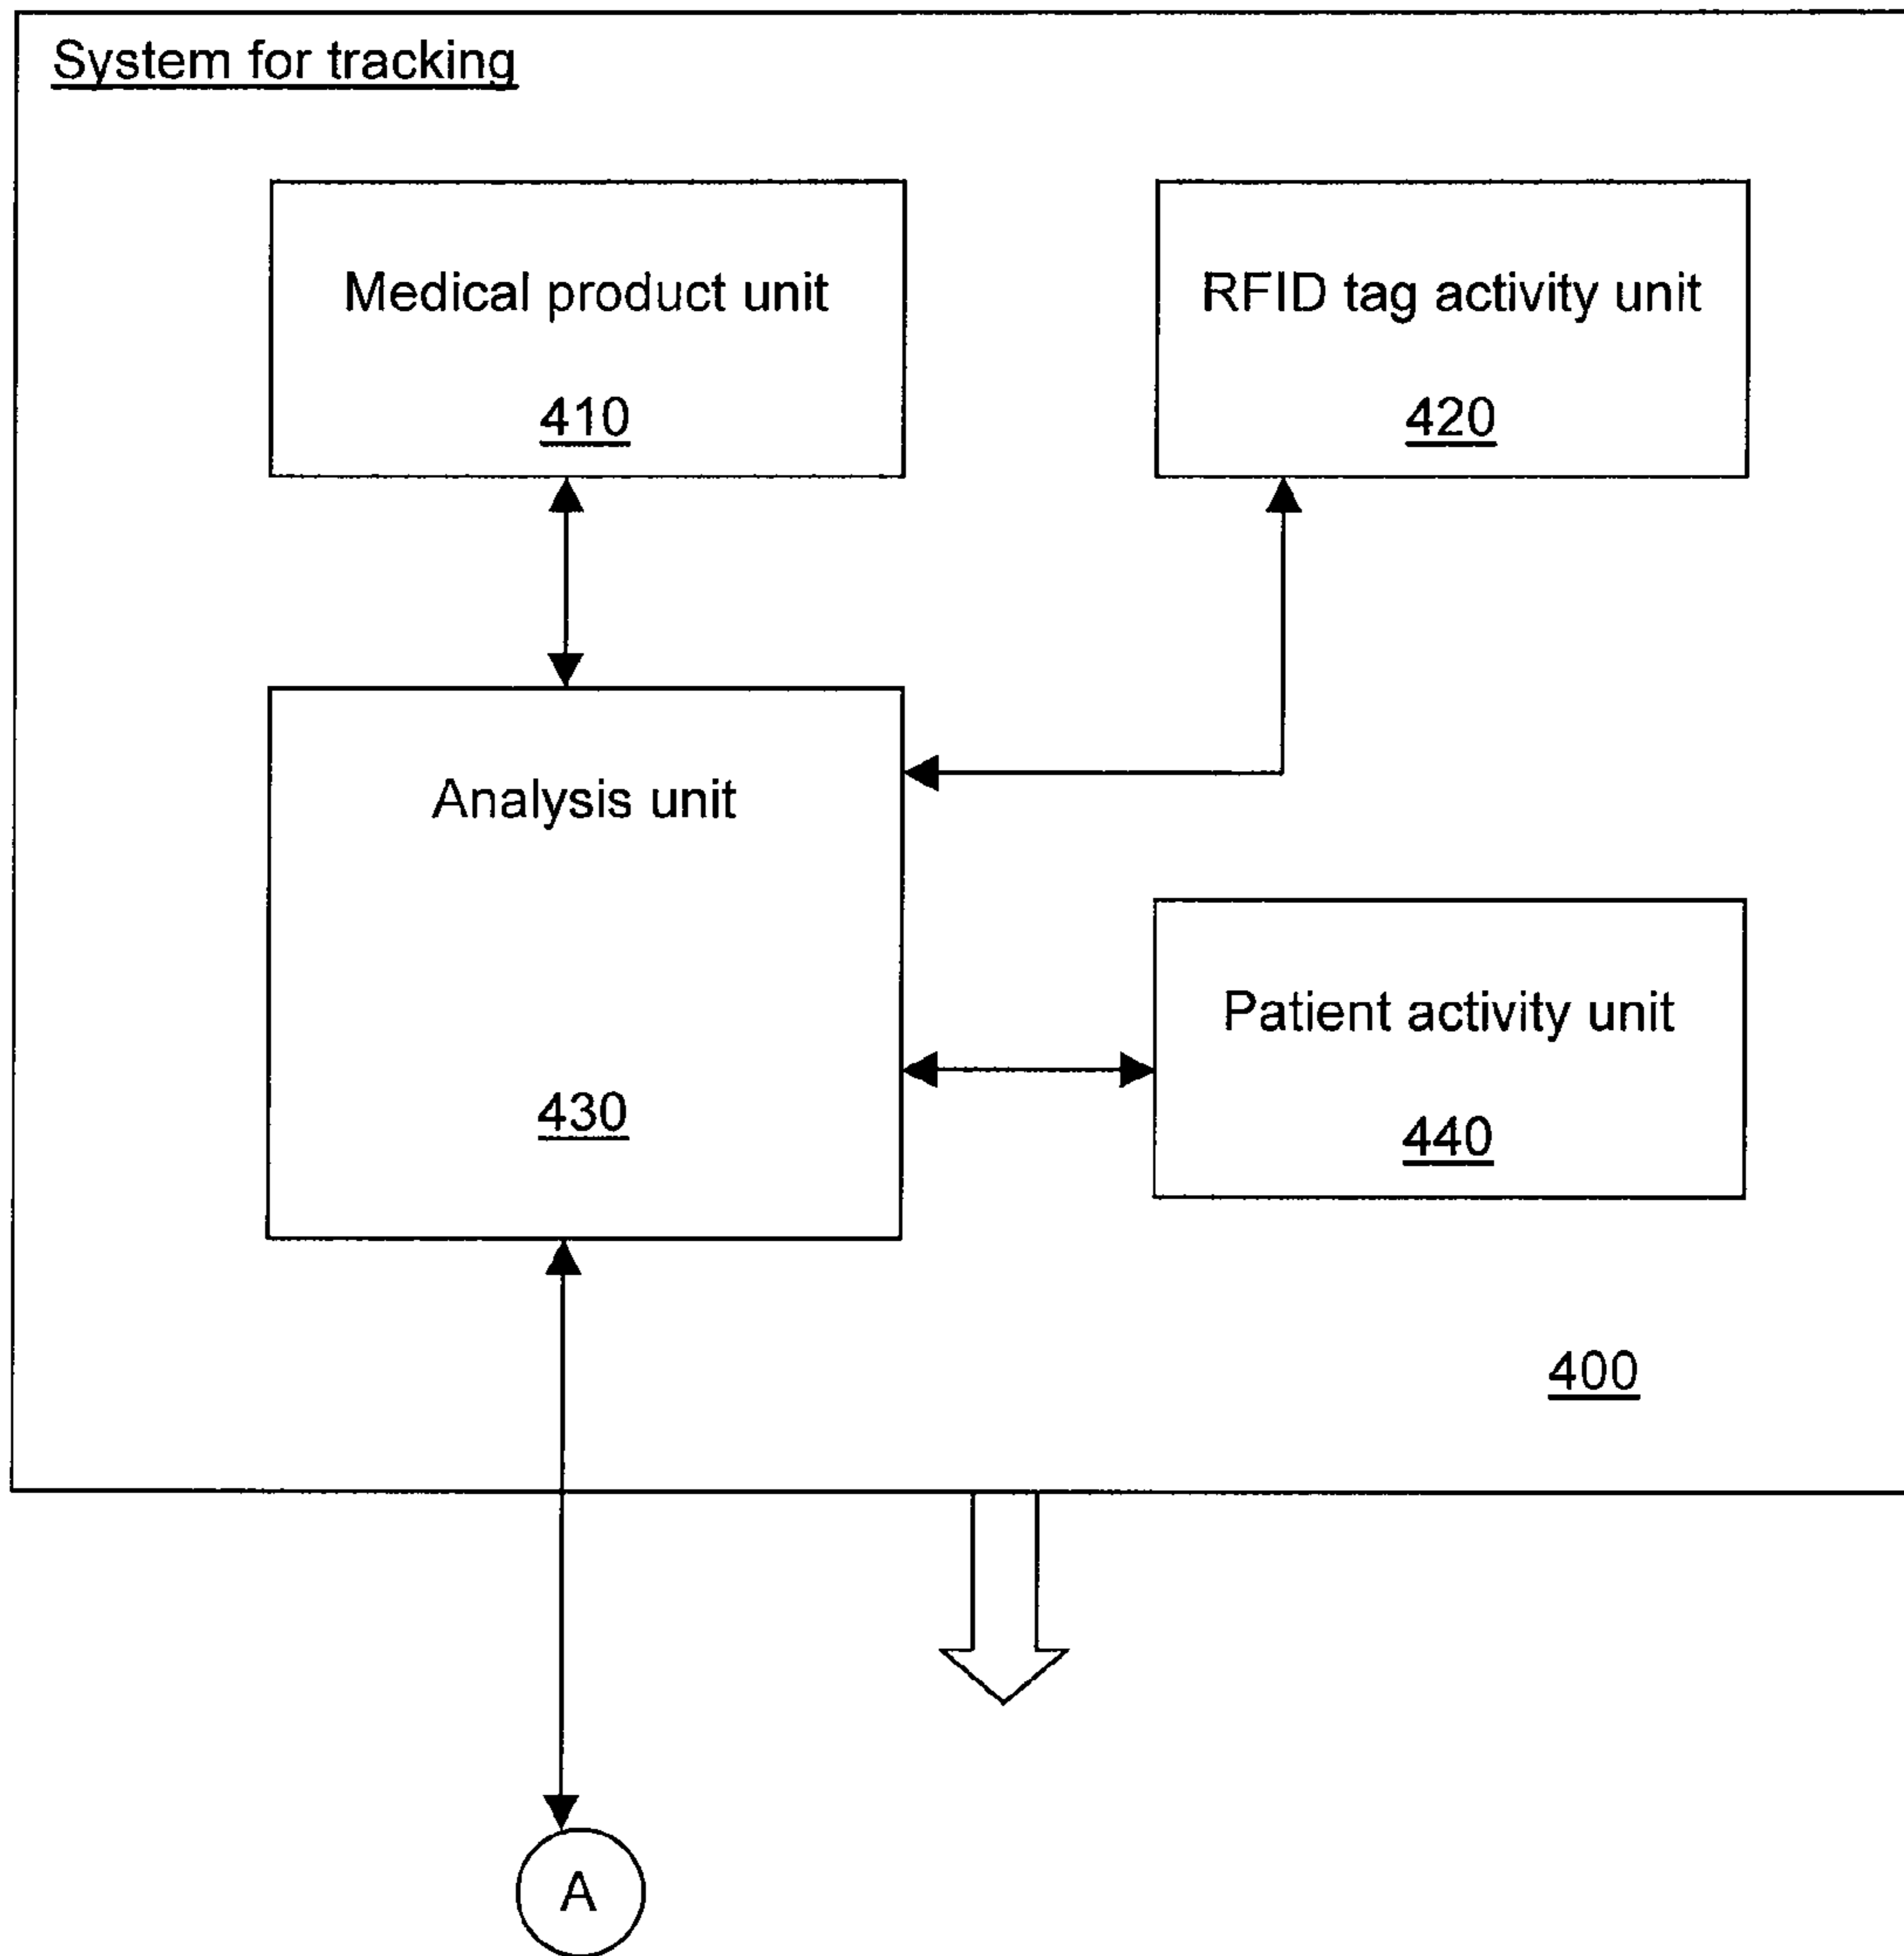 System for tracking
Medical product unit
410
RFID tag activity unit
420
Analysis unit
430
Patient activity unit
440
400
A